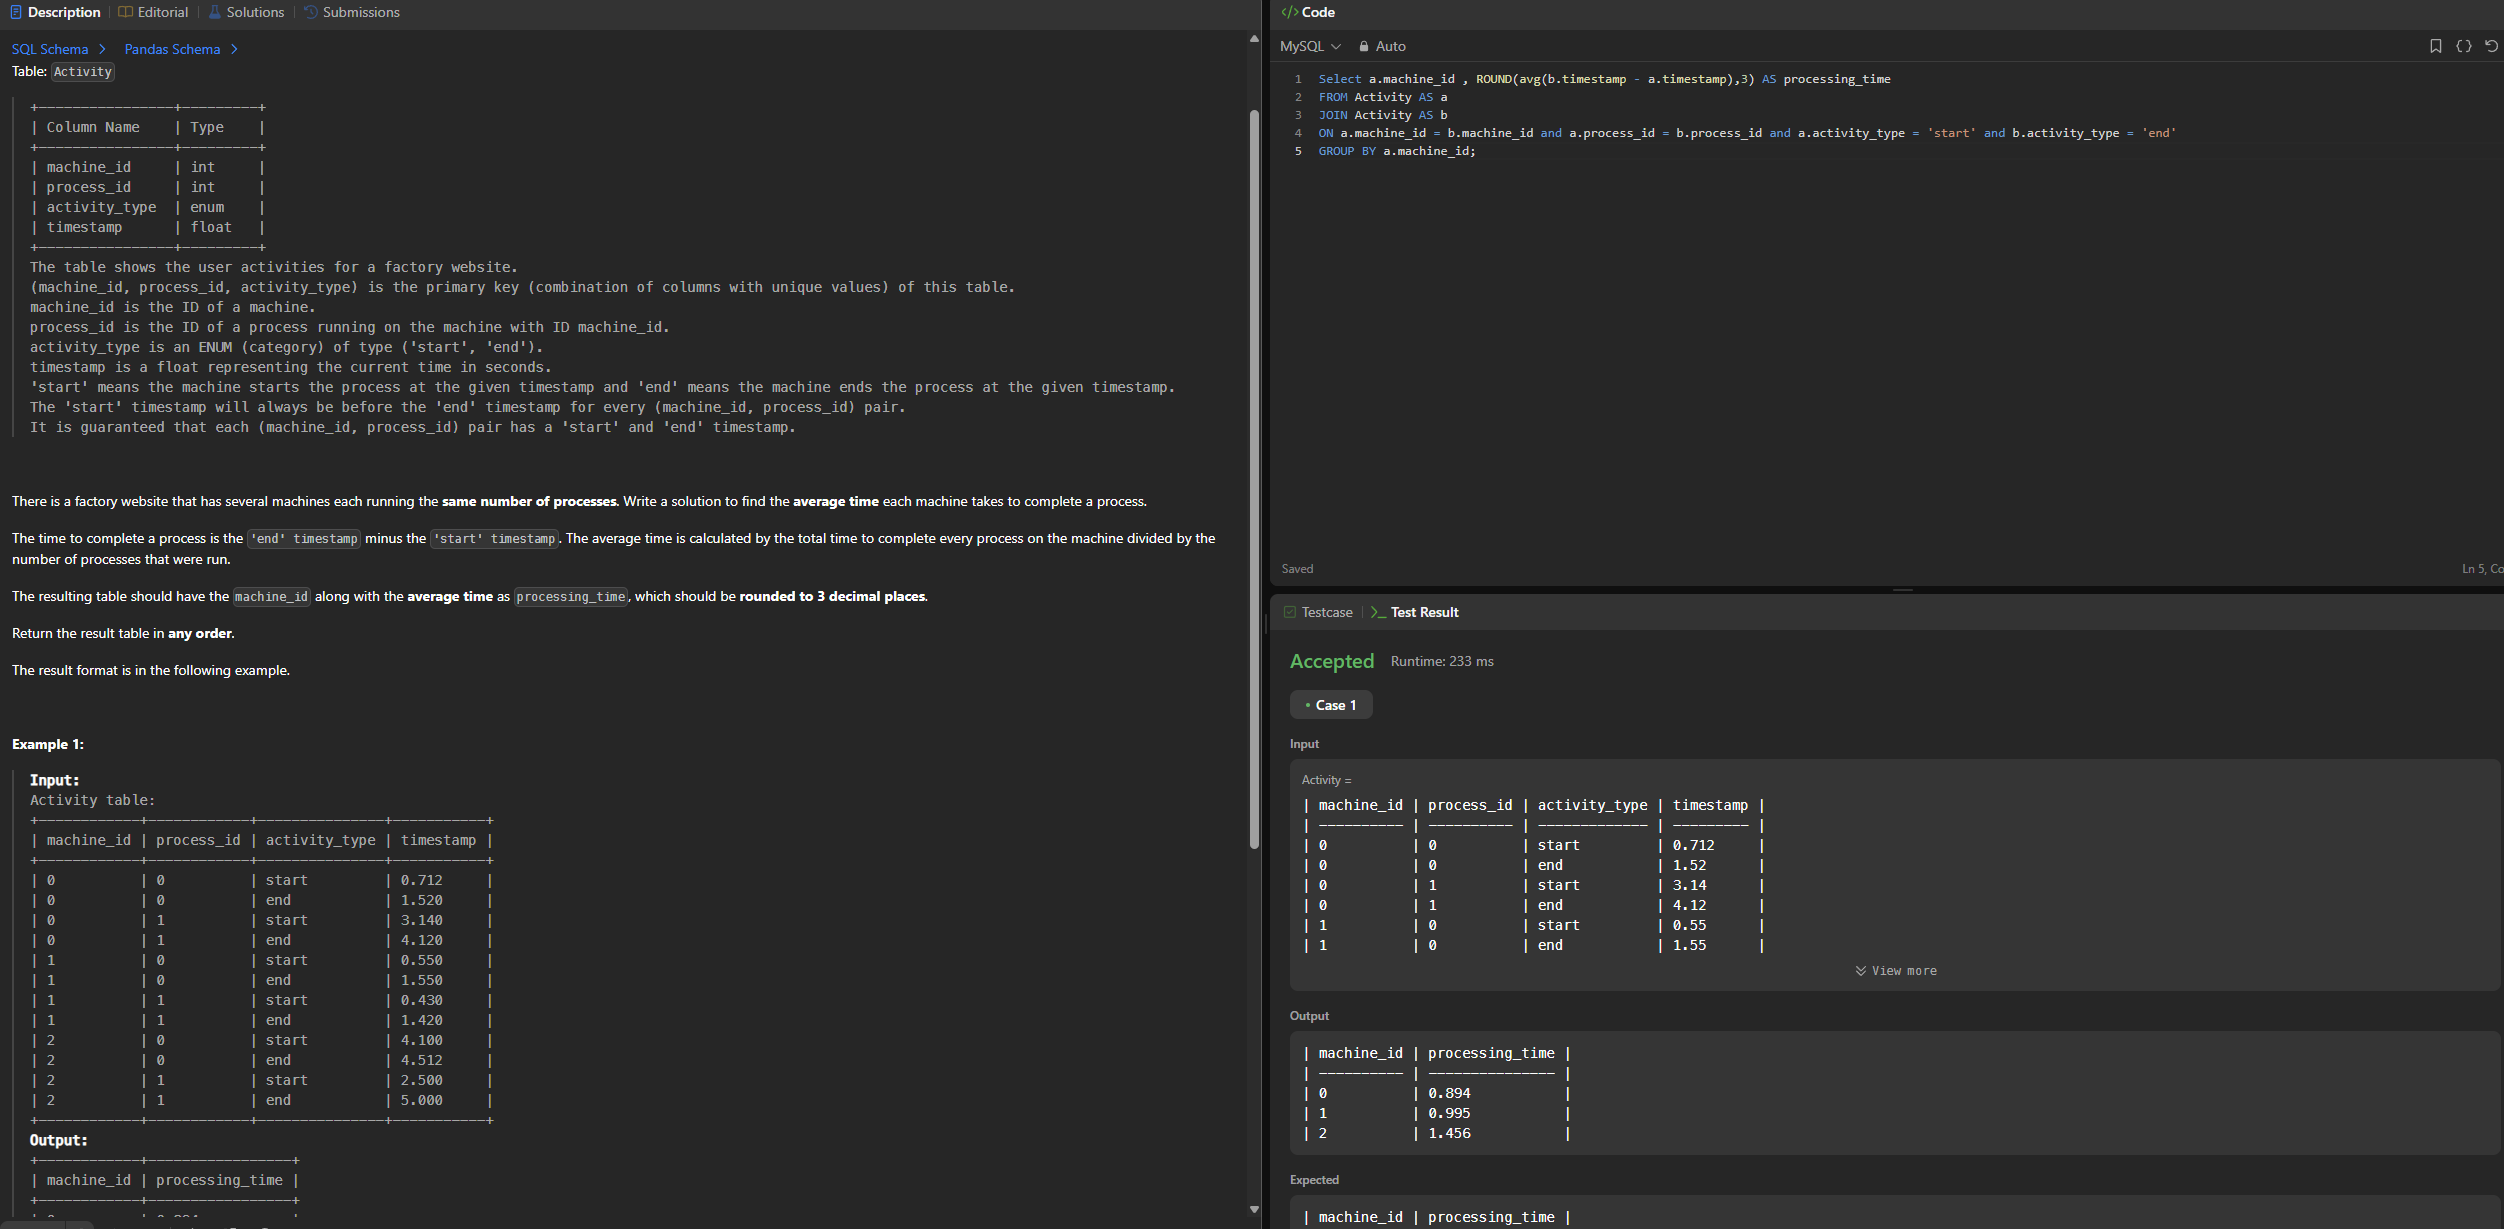 Description Editorial Solutions Submissions
SQL Schema > Pandas Schema >
Table: Activity
+----------------+---------+
| Column Name    | Type    |
+----------------+---------+
| machine_id     | int     |
| process_id     | int     |
| activity_type  | enum    |
| timestamp      | float   |
+----------------+---------+
The table shows the user activities for a factory website.
(machine_id, process_id, activity_type) is the primary key (combination of columns with unique values) of this table.
machine_id is the ID of a machine.
process_id is the ID of a process running on the machine with ID machine_id.
activity_type is an ENUM (category) of type ('start', 'end').
timestamp is a float representing the current time in seconds.
'start' means the machine starts the process at the given timestamp and 'end' means the machine ends the process at the given timestamp.
The 'start' timestamp will always be before the 'end' timestamp for every (machine_id, process_id) pair.
It is guaranteed that each (machine_id, process_id) pair has a 'start' and 'end' timestamp.
There is a factory website that has several machines each running the same number of processes. Write a solution to find the average time each machine takes to complete a process.
The time to complete a process is the 'end' timestamp minus the 'start' timestamp. The average time is calculated by the total time to complete every process on the machine divided by the
number of processes that were run.
The resulting table should have the machine_id along with the average time as processing_time, which should be rounded to 3 decimal places.
Return the result table in any order.
The result format is in the following example.
Example 1:
Input:
Activity table:
+------------+------------+---------------+-----------+
| machine_id | process_id | activity_type | timestamp |
+------------+------------+---------------+-----------+
| 0          | 0          | start         | 0.712     |
| 0          | 0          | end           | 1.520     |
| 0          | 1          | start         | 3.140     |
| 0          | 1          | end           | 4.120     |
| 1          | 0          | start         | 0.550     |
| 1          | 0          | end           | 1.550     |
| 1          | 1          | start         | 0.430     |
| 1          | 1          | end           | 1.420     |
| 2          | 0          | start         | 4.100     |
| 2          | 0          | end           | 4.512     |
| 2          | 1          | start         | 2.500     |
| 2          | 1          | end           | 5.000     |
+------------+------------+---------------+-----------+
Output:
+------------+-----------------+
| machine_id | processing_time |
+------------+-----------------+
</> Code
MySQL Auto
1 Select a.machine_id , ROUND(avg(b.timestamp - a.timestamp),3) AS processing_time
2 FROM Activity AS a
3 JOIN Activity AS b
4 ON a.machine_id = b.machine_id and a.process_id = b.process_id and a.activity_type = 'start' and b.activity_type = 'end'
5 GROUP BY a.machine_id;
Saved Ln 5, Co
Testcase >_ Test Result
Accepted Runtime: 233 ms
• Case 1
Input
Activity =
| machine_id | process_id | activity_type | timestamp |
| ---------- | ---------- | ------------- | --------- |
| 0          | 0          | start         | 0.712     |
| 0          | 0          | end           | 1.52      |
| 0          | 1          | start         | 3.14      |
| 0          | 1          | end           | 4.12      |
| 1          | 0          | start         | 0.55      |
| 1          | 0          | end           | 1.55      |
View more
Output
| machine_id | processing_time |
| ---------- | --------------- |
| 0          | 0.894           |
| 1          | 0.995           |
| 2          | 1.456           |
Expected
| machine_id | processing_time |